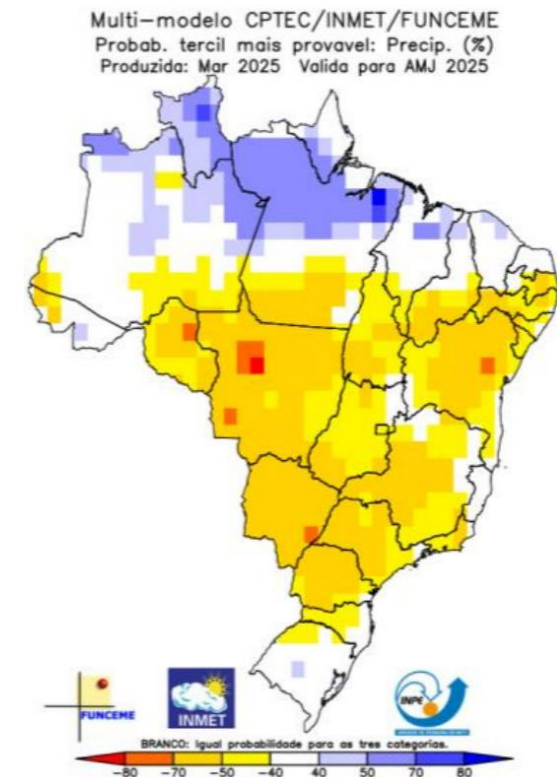 Multi-modelo CPTEC/INMET/FUNCEME
Probab. tercil mais provavel: Precip. (%)
Produzida: Mar 2025 Valida para AMJ 2025
FUNCEME
INMET
INPE
BRANCO: Igual probabilidade para as tres categorias.
-80 -70 -50 -40 40 50 70 80